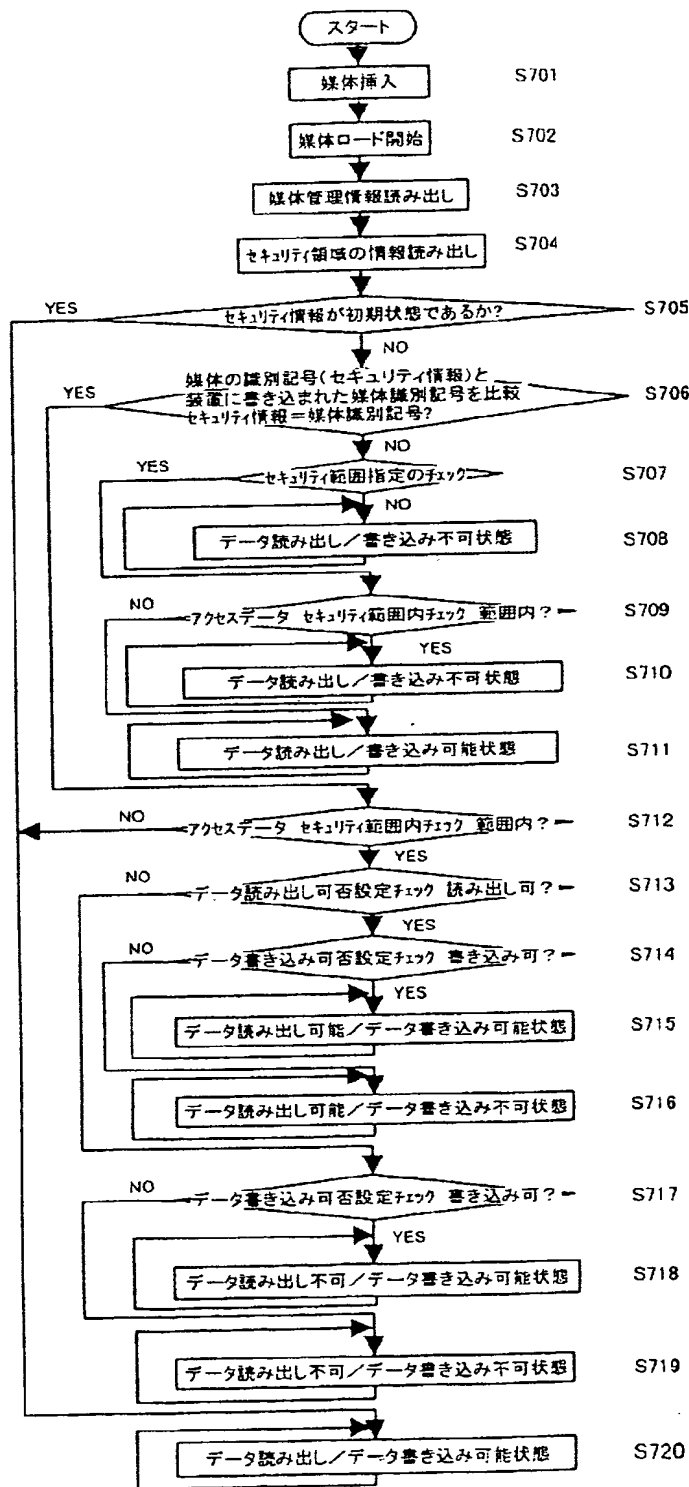 スタート
媒体挿入 S701
媒体ロード開始 S702
媒体管理情報読み出し S703
セキュリティ領域の情報読み出し S704
YES セキュリティ情報が初期状態であるか? S705
NO
媒体の識別記号(セキュリティ情報)と
YES 装置に書き込まれた媒体識別記号を比較 S706
セキュリティ情報=媒体識別記号?
NO
YES セキュリティ範囲指定のチェック S707
NO
データ読み出し/書き込み不可状態 S708
NO アクセスデータ セキュリティ範囲内チェック 範囲内? S709
YES
データ読み出し/書き込み不可状態 S710
データ読み出し/書き込み可能状態 S711
NO アクセスデータ セキュリティ範囲内チェック 範囲内? S712
YES
NO データ読み出し可否設定チェック 読み出し可? S713
YES
NO データ書き込み可否設定チェック 書き込み可? S714
YES
データ読み出し可能/データ書き込み可能状態 S715
データ読み出し可能/データ書き込み不可状態 S716
NO データ書き込み可否設定チェック 書き込み可? S717
YES
データ読み出し不可/データ書き込み可能状態 S718
データ読み出し不可/データ書き込み不可状態 S719
データ読み出し/データ書き込み可能状態 S720